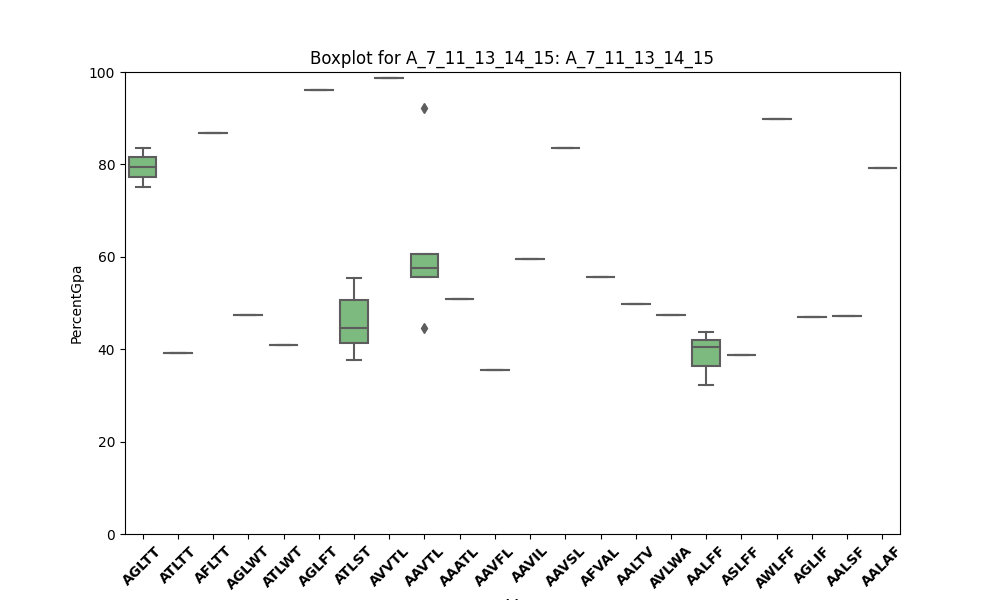 Boxplot for A_7_11_13_14_15: A_7_11_13_14_15
100
80
60
40
20
0
PercentGpa
AGLTT
ATLTT
AFLTT
AGLWT
ATLWT
AGLFT
ATLST
AVVTL
AAVTL
AAATL
AAVFL
AAVIL
AAVSL
AFVAL
AALTV
AVLWA
AALFF
ASLFF
AWLFF
AGLIF
AALSF
AALAF